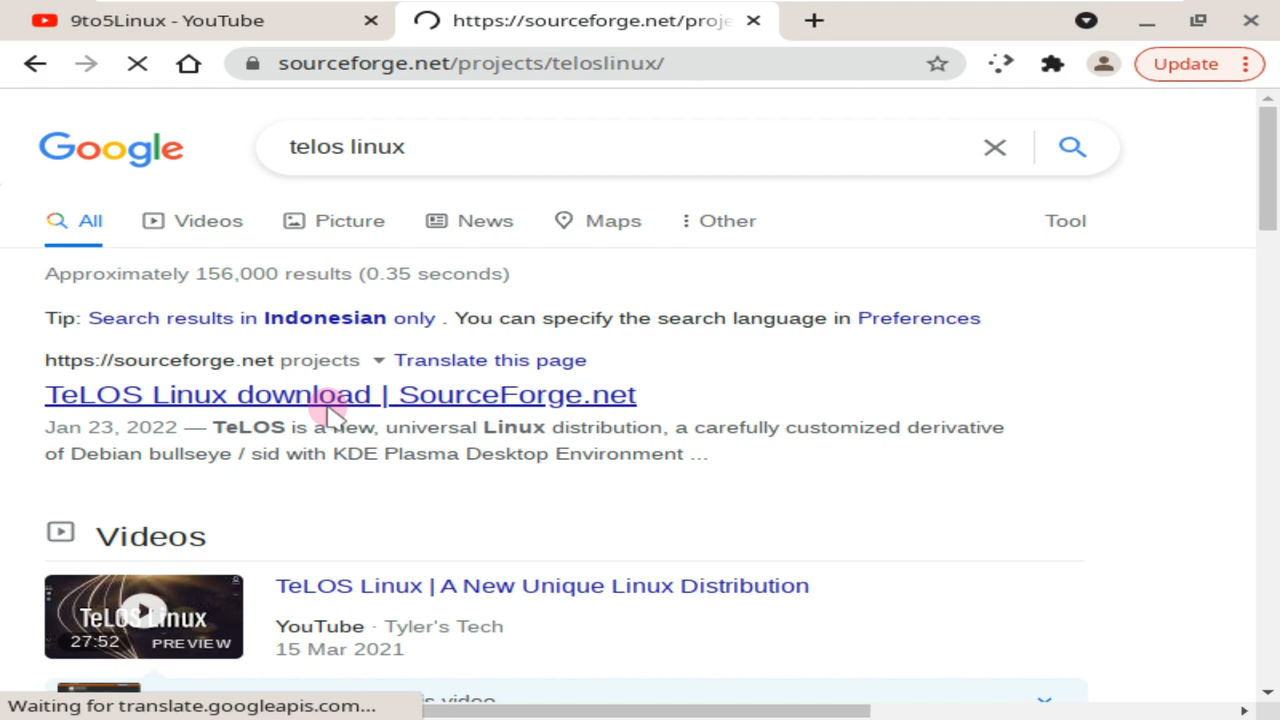 9to5Linux - YouTube
https://sourceforge.net/proje
sourceforge.net/projects/teloslinux/
Update
Google
telos linux
All
Videos
Picture
News
Maps
Other
Tool
Approximately 156,000 results (0.35 seconds)
Tip: Search results in Indonesian only . You can specify the search language in Preferences
https://sourceforge.net projects Translate this page
TeLOS Linux download | SourceForge.net
Jan 23, 2022 — TeLOS is a new, universal Linux distribution, a carefully customized derivative
of Debian bullseye / sid with KDE Plasma Desktop Environment ...
Videos
TeLOS Linux
27:52
PREVIEW
TeLOS Linux | A New Unique Linux Distribution
YouTube · Tyler's Tech
15 Mar 2021
video
Waiting for translate.googleapis.com...